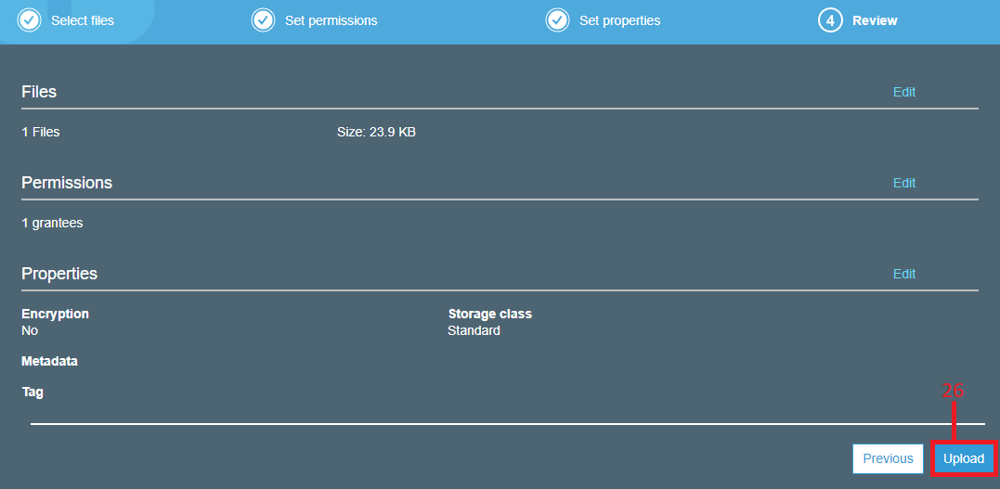 Select files Set permissions Set properties 4 Review
Files Edit
1 Files Size: 23.9 KB
Permissions Edit
1 grantees
Properties Edit
Encryption Storage class
No Standard
Metadata
Tag
26
Previous Upload